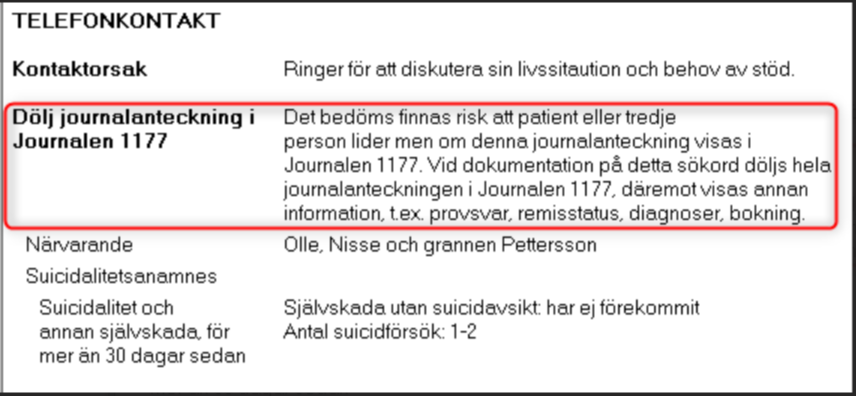 TELEFONKONTAKT
Kontaktorsak Ringer för att diskutera sin livssitaution och behov av stöd.
Dölj journalanteckning i Det bedöms finnas risk att patient eller tredje
Journalen 1177 person lider men om denna journalanteckning visas i
Journalen 1177. Vid dokumentation på detta sökord döljs hela
journalanteckningen i Journalen 1177, däremot visas annan
information, t.ex. provsvar, remisstatus, diagnoser, bokning.
Närvarande Olle, Nisse och grannen Pettersson
Suicidalitetsanamnes
Suicidalitet och Självskada utan suicidavsikt: har ej förekommit
annan självskada, för Antal suicidförsök: 1-2
mer än 30 dagar sedan